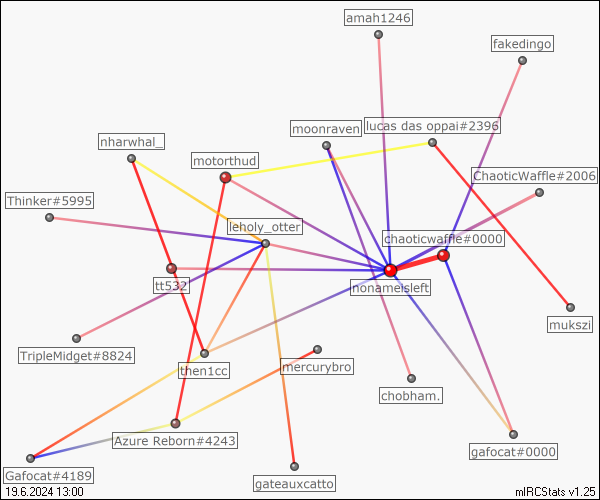 amah1246
fakedingo
moonraven
lucas das oppai#2396
nharwhal_
motorthud
ChaoticWaffle#2006
Thinker#5995
leholy_otter
chaoticwaffle#0000
tt532
nonameisleft
mukszi
TripleMidget#8824
then1cc
mercurybro
chobham.
Azure Reborn#4243
gafocat#0000
Gafocat#4189
gateauxcatto
19.6.2024 13:00
mIRCStats v1.25